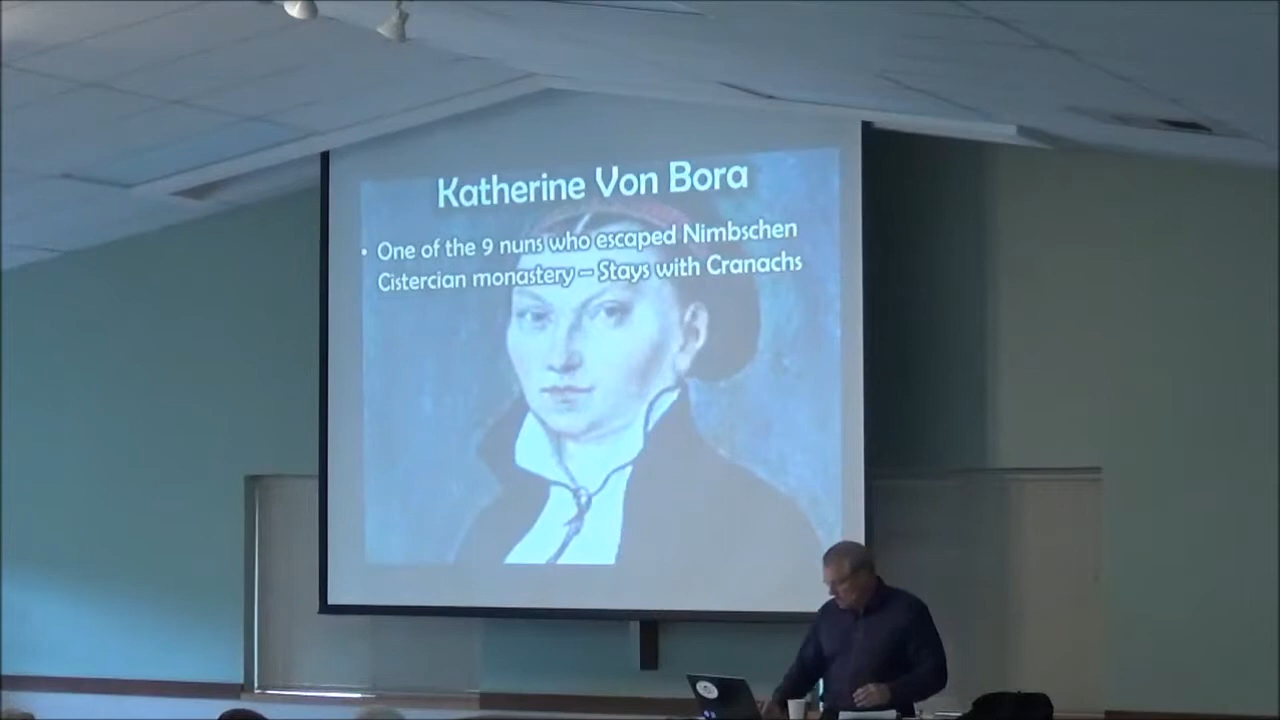 Katherine Von Bora
• One of the 9 nuns who escaped Nimbschen
Cistercian monastery – Stays with Cranachs